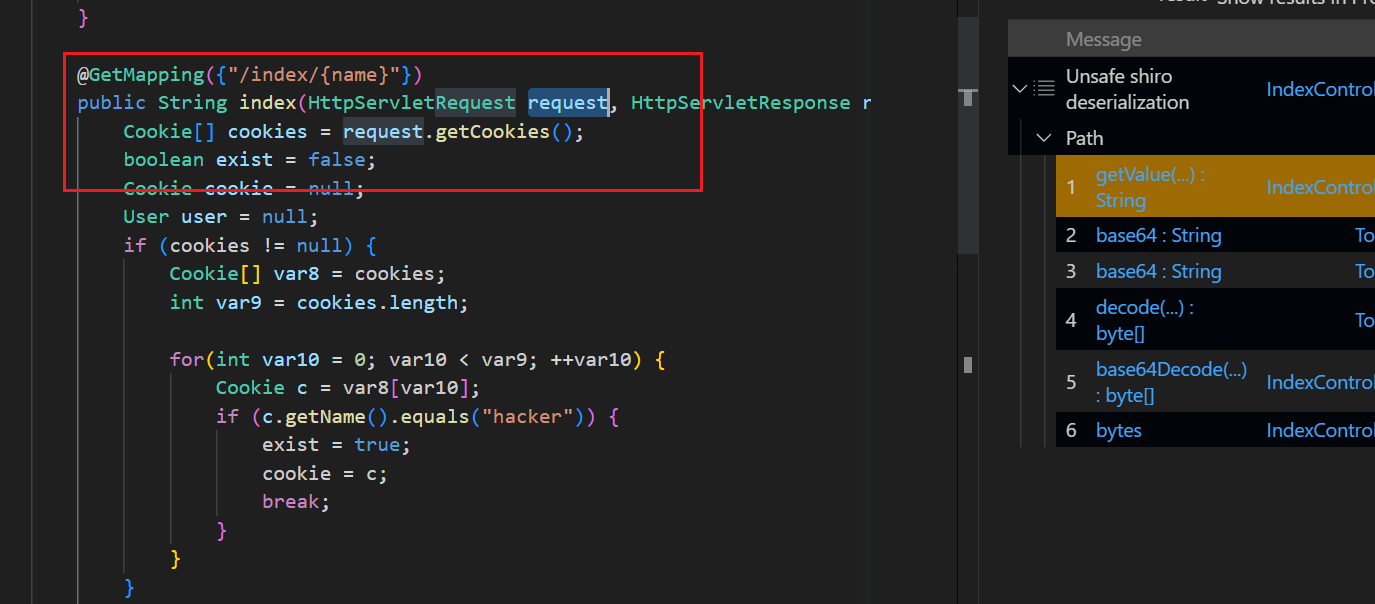 }
@GetMapping({"/index/{name}"})
public String index(HttpServletRequest request, HttpServletResponse r
Cookie[] cookies = request.getCookies();
boolean exist = false;
Cookie cookie = null;
User user = null;
if (cookies != null) {
Cookie[] var8 = cookies;
int var9 = cookies.length;
for(int var10 = 0; var10 < var9; ++var10) {
Cookie c = var8[var10];
if (c.getName().equals("hacker")) {
exist = true;
cookie = c;
break;
}
}
}
Message
Unsafe shiro
deserialization
IndexControl
Path
1 getValue(...) :
String
IndexControl
2 base64 : String To
3 base64 : String To
4 decode(...) :
byte[]
To
5 base64Decode(...)
: byte[]
IndexControl
6 bytes IndexControl